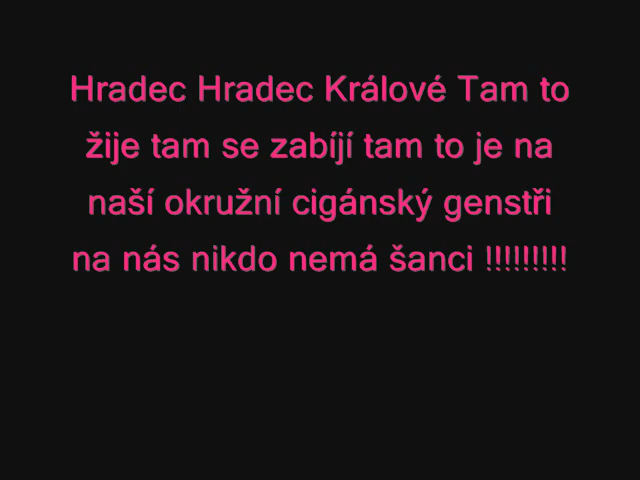 Hradec Hradec Králové Tam to
žije tam se zabíjí tam to je na
naší okružní cigánský genstři
na nás nikdo nemá šanci !!!!!!!!!